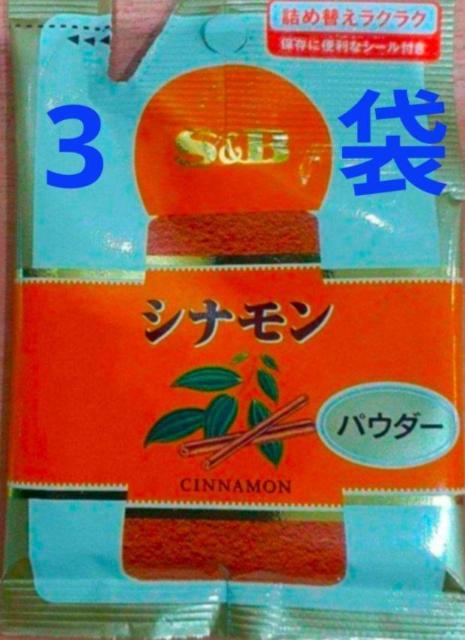 詰め替えラクラク
保存に便利なシール付き
3 袋
S&B
シナモン
パウダー
CINNAMON